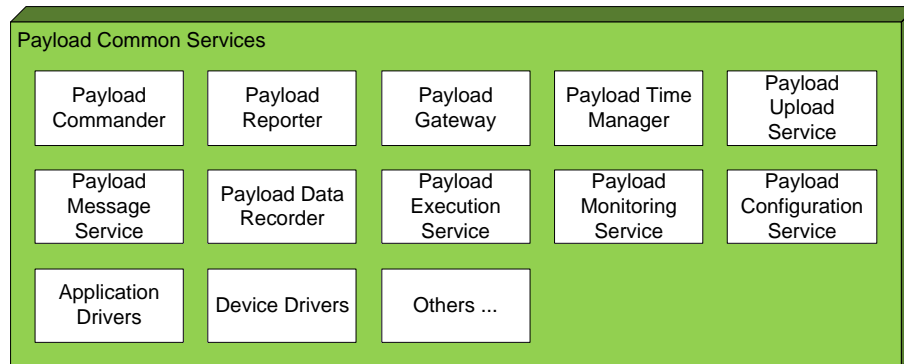 Payload Common Services
Payload
Commander
Payload
Reporter
Payload
Gateway
Payload Time
Manager
Payload
Upload
Service
Payload
Message
Service
Payload Data
Recorder
Payload
Execution
Service
Payload
Monitoring
Service
Payload
Configuration
Service
Application
Drivers
Device Drivers
Others ...